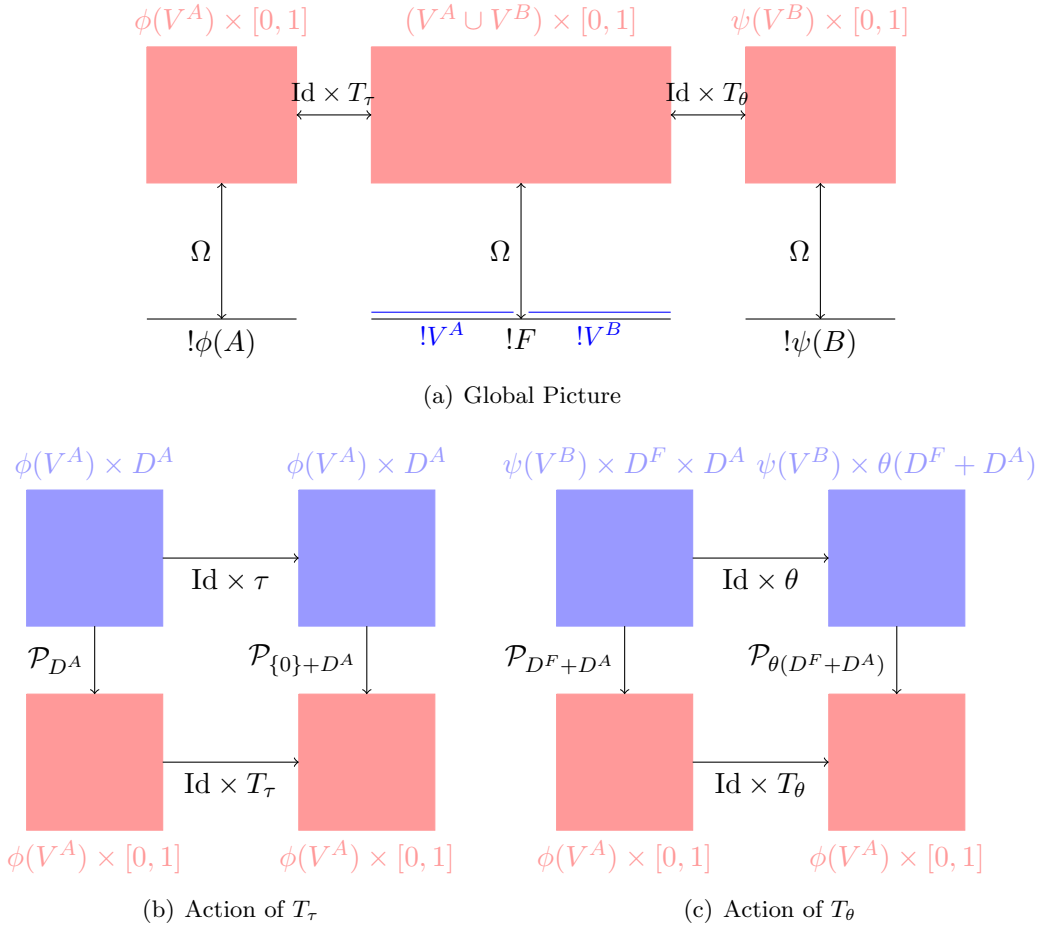 ϕ(V^A) × [0, 1] (V^A ∪ V^B) × [0, 1] ψ(V^B) × [0, 1]
Id × T_τ Id × T_θ
Ω Ω Ω
!ϕ(A) !V^A !F !V^B !ψ(B)
(a) Global Picture
ϕ(V^A) × D^A ϕ(V^A) × D^A ψ(V^B) × D^F × D^A ψ(V^B) × θ(D^F + D^A)
Id × τ Id × θ
𝒫_{D^A} 𝒫_{{0}+D^A} 𝒫_{D^F+D^A} 𝒫_{θ(D^F+D^A)}
Id × T_τ Id × T_θ
ϕ(V^A) × [0, 1] ϕ(V^A) × [0, 1] ϕ(V^A) × [0, 1] ϕ(V^A) × [0, 1]
(b) Action of T_τ (c) Action of T_θ